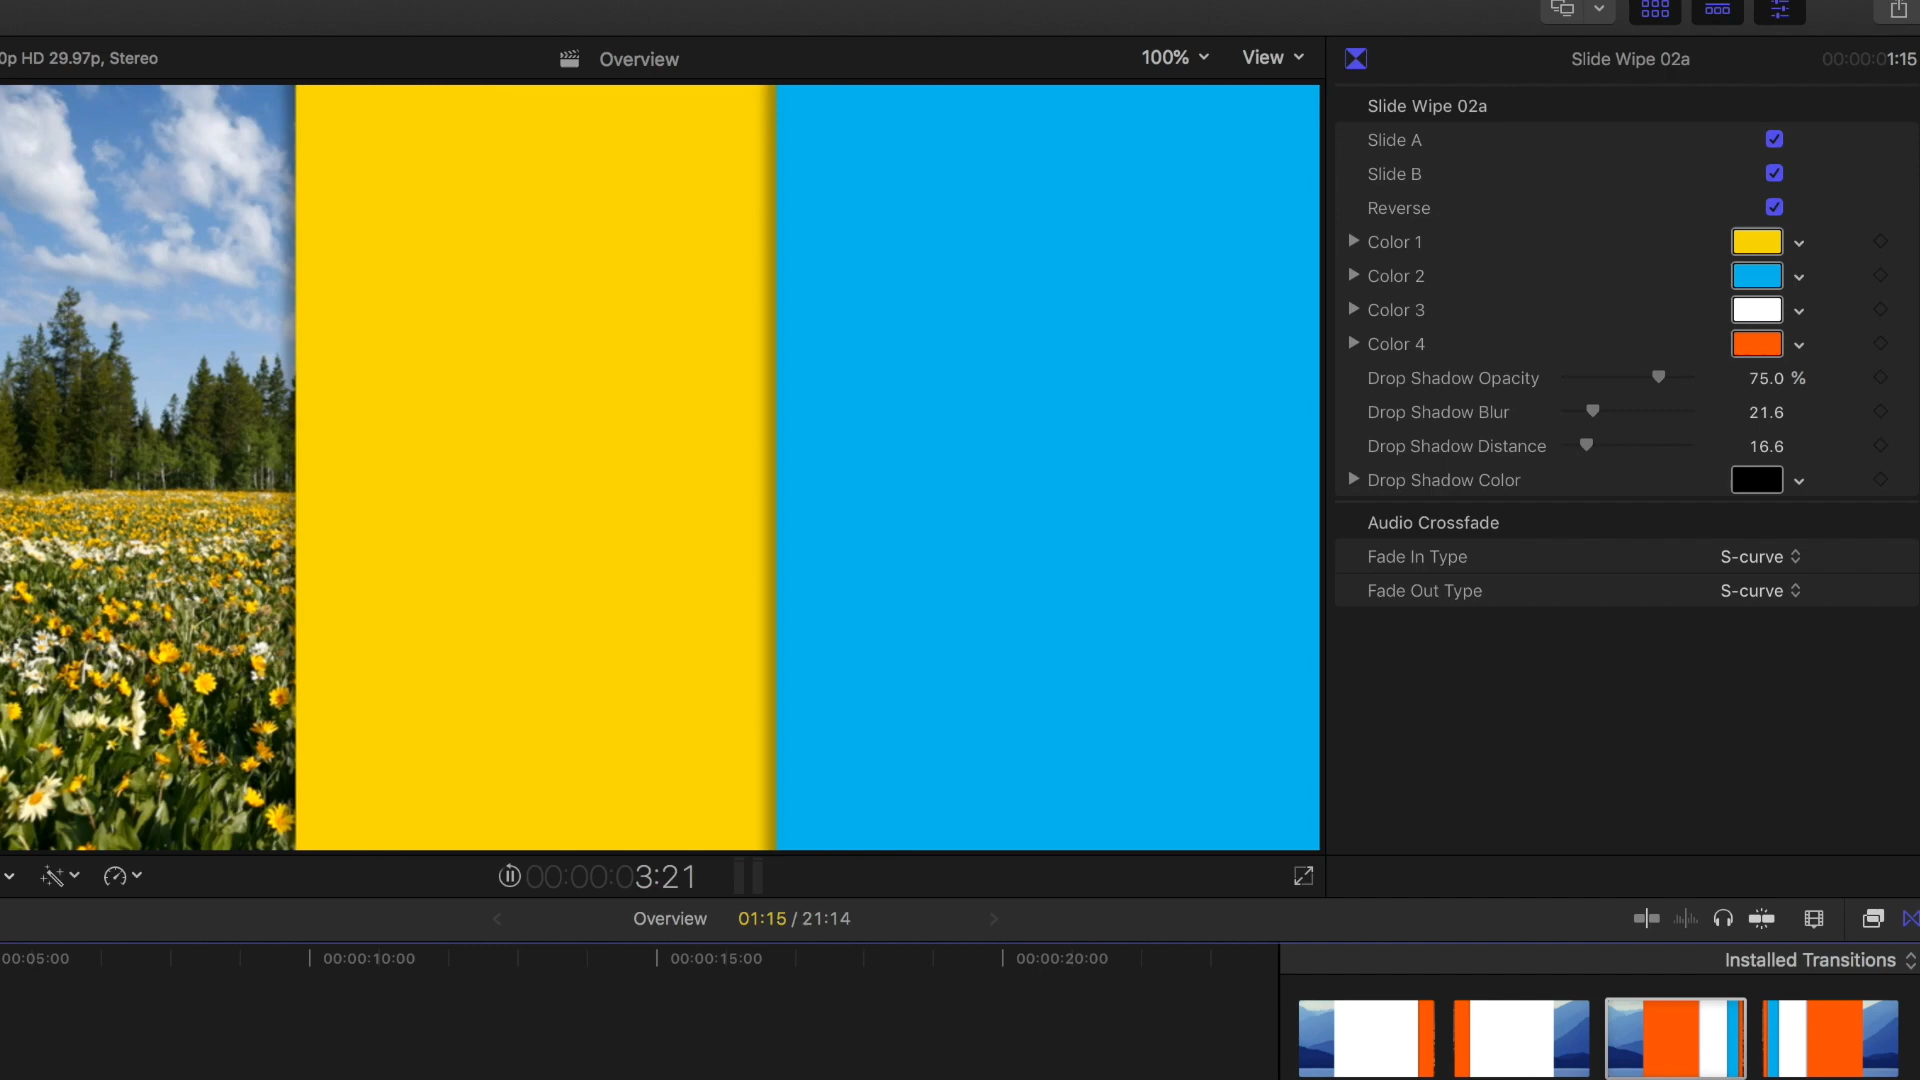 0p HD 29.97p, Stereo
Overview
100%
View
Slide Wipe 02a
00:00:01:15
Slide Wipe 02a
Slide A
Slide B
Reverse
Color 1
Color 2
Color 3
Color 4
Drop Shadow Opacity
75.0 %
Drop Shadow Blur
21.6
Drop Shadow Distance
16.6
Drop Shadow Color
Audio Crossfade
Fade In Type
S-curve
Fade Out Type
S-curve
00:00:03:21
Overview
01:15 / 21:14
00:05:00
00:00:10:00
00:00:15:00
00:00:20:00
Installed Transitions